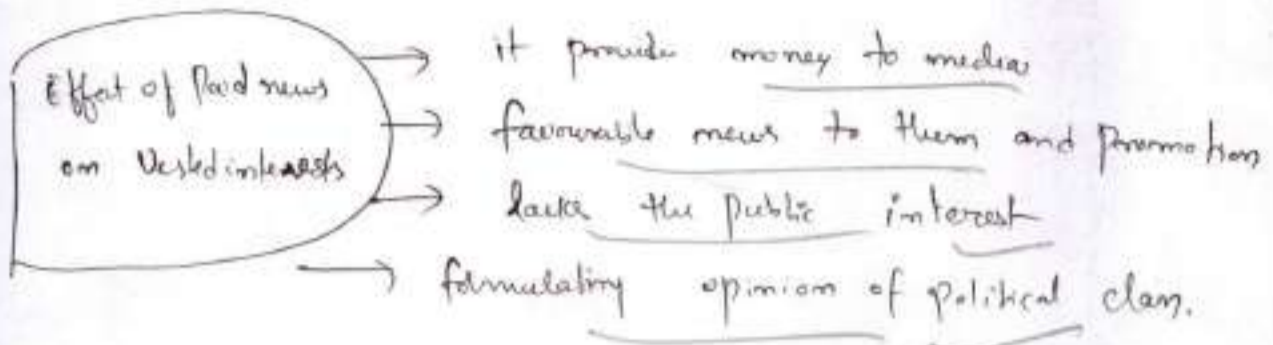 Effect of Paid news
on Vested interests
→ it provide money to media
→ favourable news to them and promotion
→ lacks the public interest
→ formulating opinion of political class.